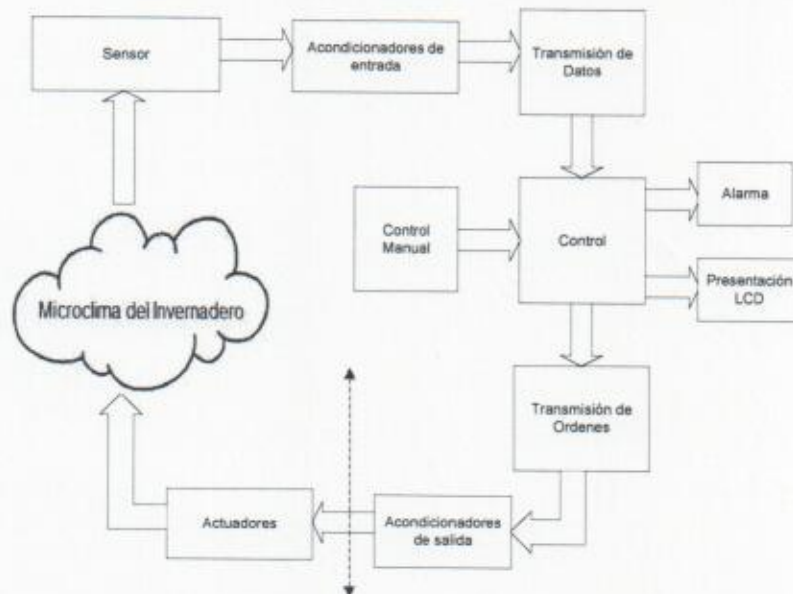 Sensor
Acondicionadores de
entrada
Transmisión de
Datos
Control
Manual
Control
Alarma
Presentación
LCD
Microclima del Invernadero
Transmisión de
Ordenes
Actuadores
Acondicionadores
de salida